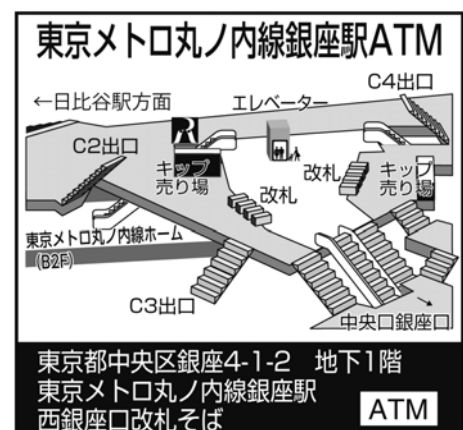 東京メトロ丸ノ内線銀座駅ATM
C4出口
←日比谷駅方面
エレベーター
C2出口
キップ
売り場
改札
改札
キップ
売り場
東京メトロ丸ノ内線ホーム
(B2F)
C3出口
中央口銀座口
東京都中央区銀座4-1-2 地下1階
東京メトロ丸ノ内線銀座駅
西銀座口改札そば
ATM